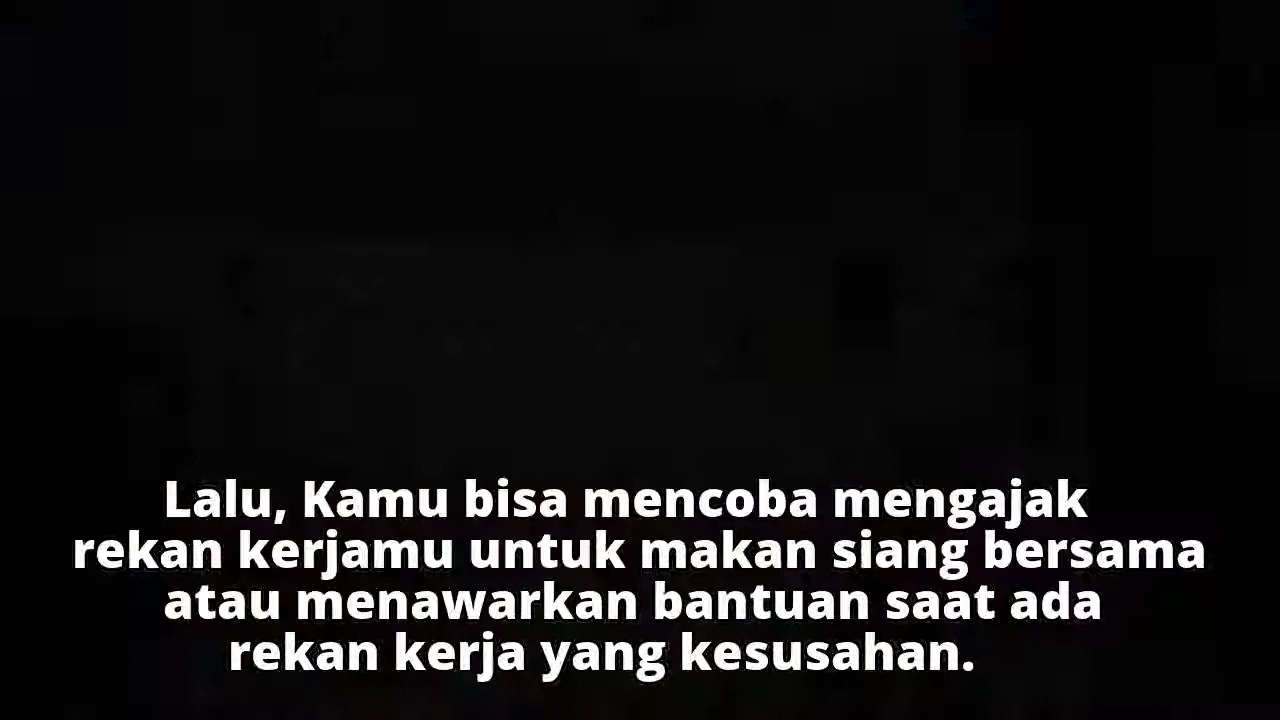 Lalu, Kamu bisa mencoba mengajak
rekan kerjamu untuk makan siang bersama
atau menawarkan bantuan saat ada
rekan kerja yang kesusahan.